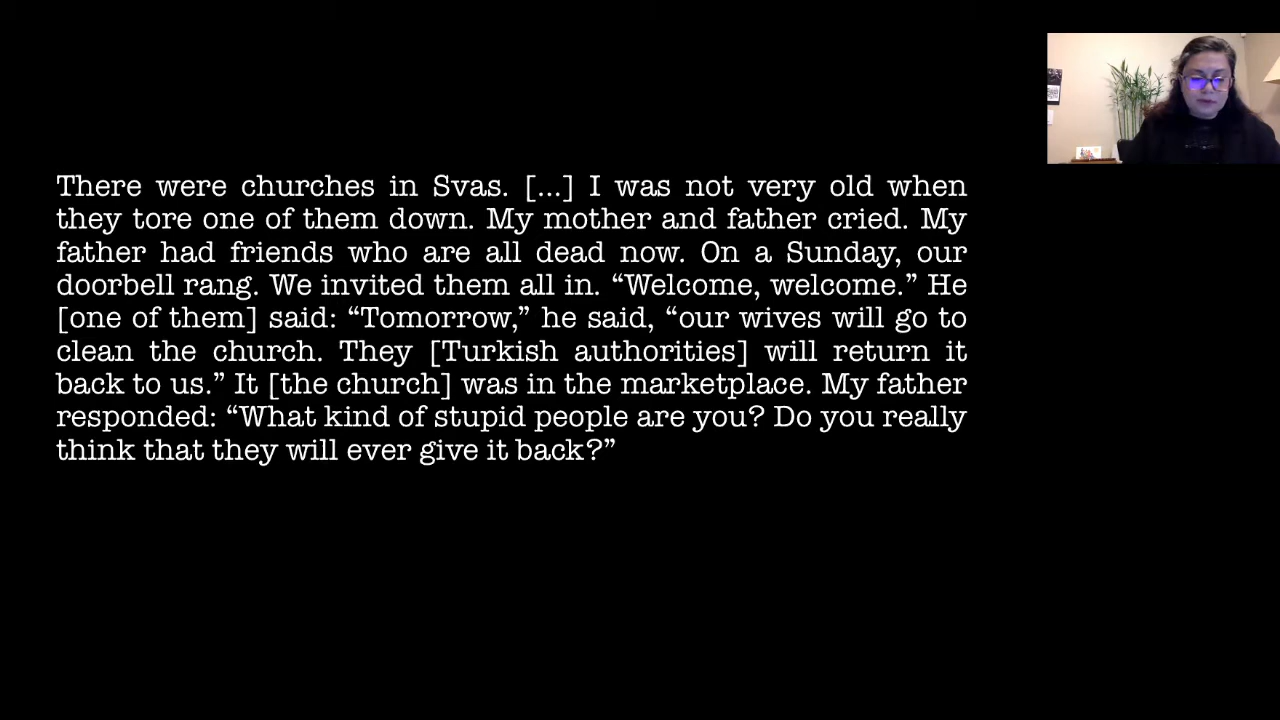 There were churches in Svas. [...] I was not very old when
they tore one of them down. My mother and father cried. My
father had friends who are all dead now. On a Sunday, our
doorbell rang. We invited them all in. “Welcome, welcome.” He
[one of them] said: “Tomorrow,” he said, “our wives will go to
clean the church. They [Turkish authorities] will return it
back to us.” It [the church] was in the marketplace. My father
responded: “What kind of stupid people are you? Do you really
think that they will ever give it back?”